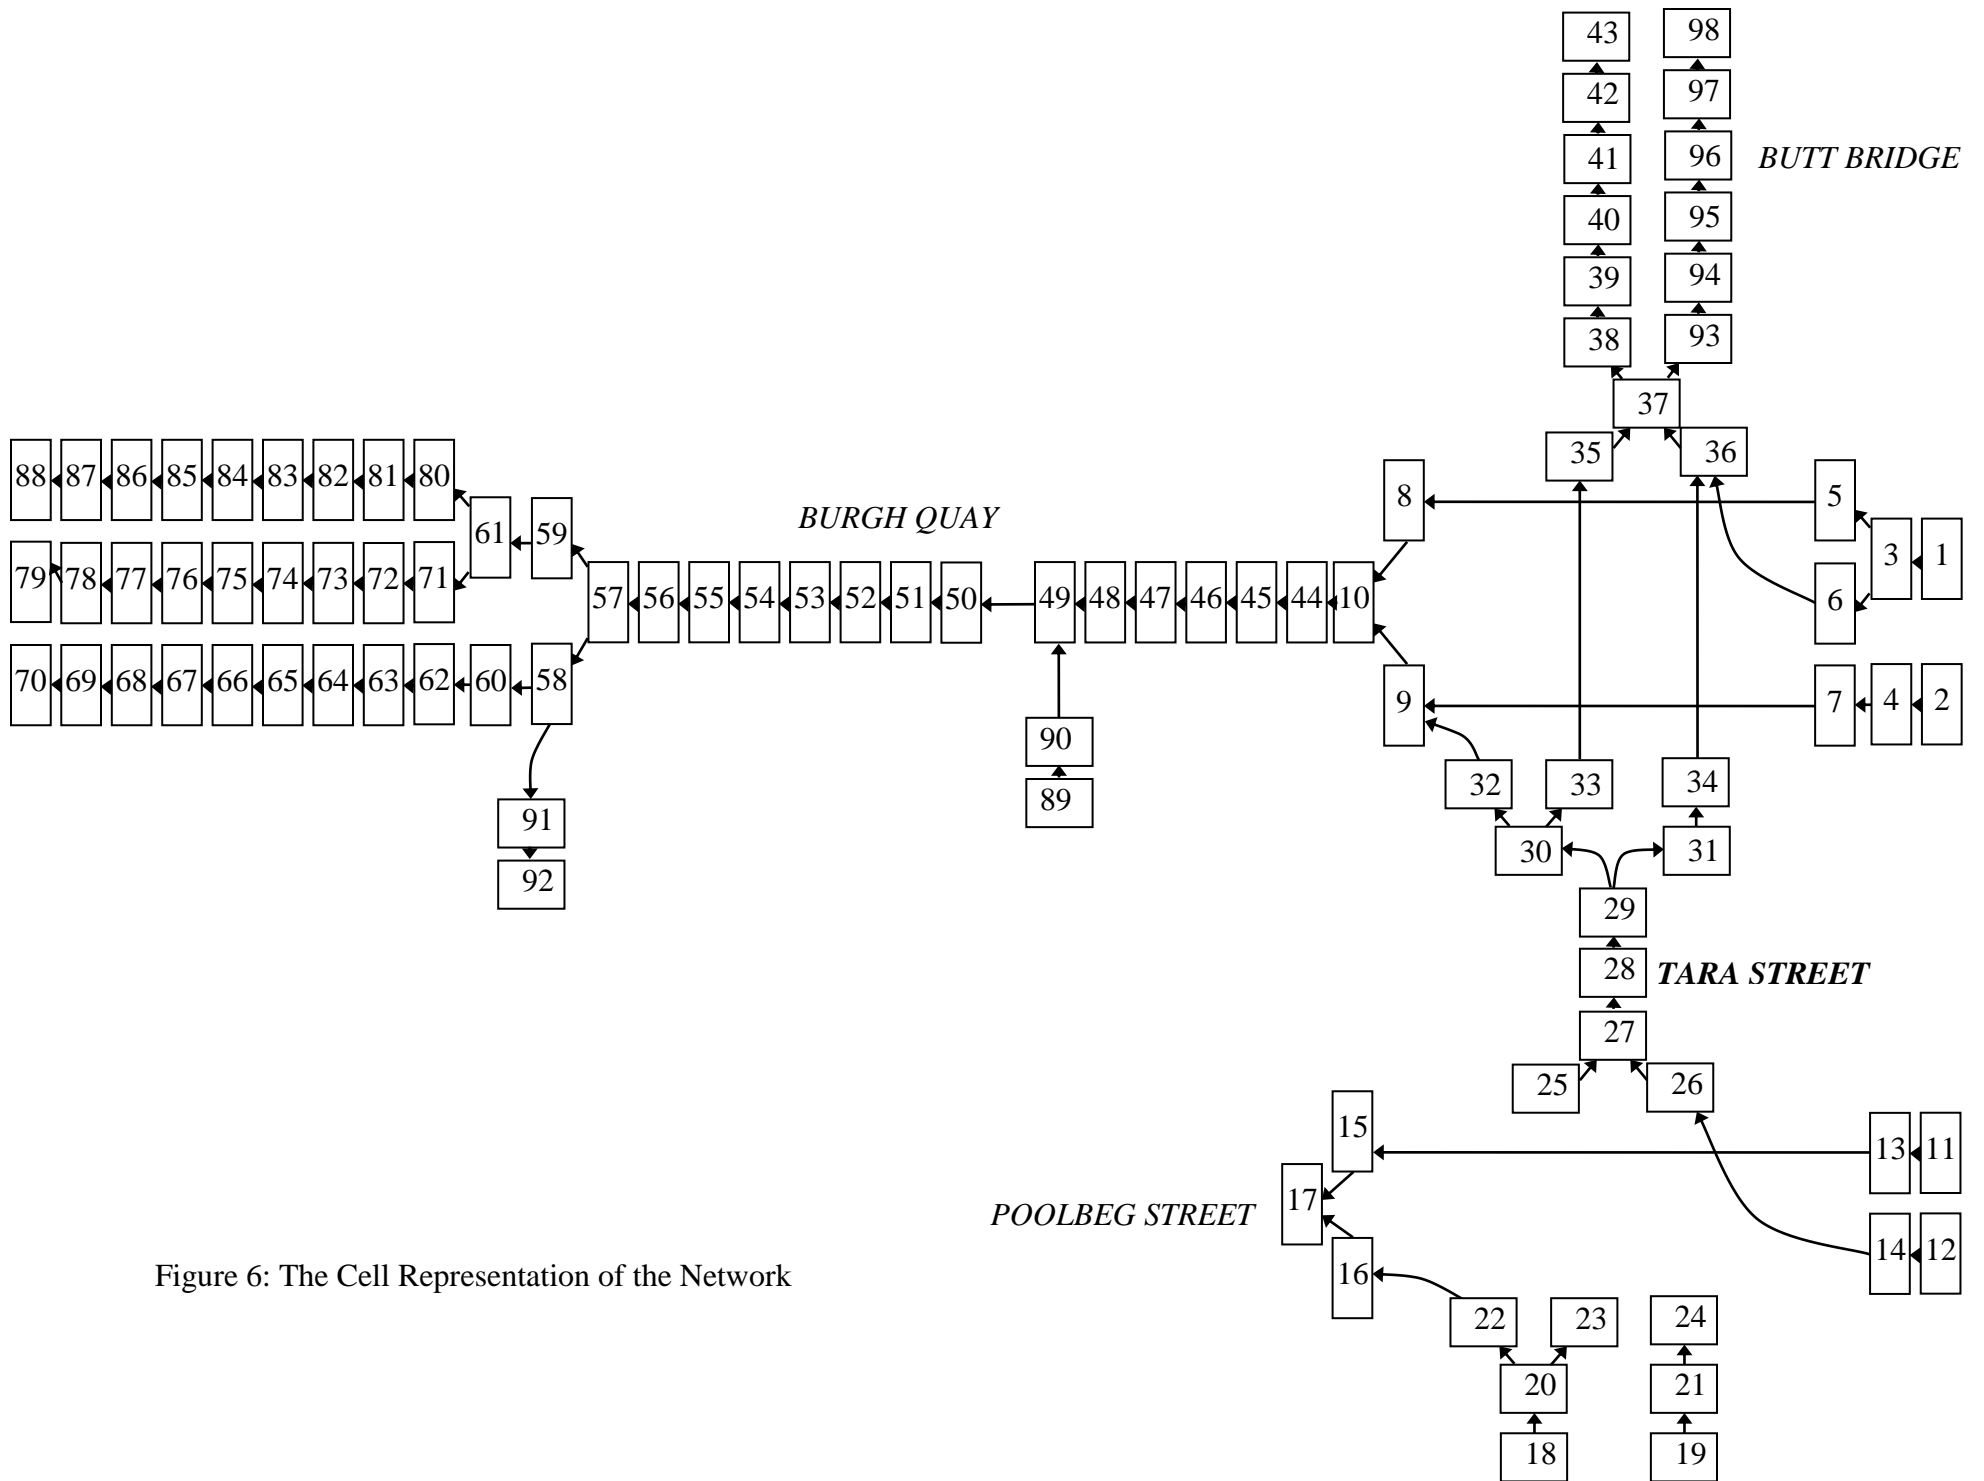 43 98
42 97
41 96 BUTT BRIDGE
40 95
39 94
38 93
37
35 36
88 87 86 85 84 83 82 81 80
8 5
61 59
BURGH QUAY
3 1
79 78 77 76 75 74 73 72 71
57 56 55 54 53 52 51 50 49 48 47 46 45 44 10
6
70 69 68 67 66 65 64 63 62 60 58
9 7 4 2
90
32 33 34
89
91
30 31
92
29
28 TARA STREET
27
25 26
15
13 11
17
POOLBEG STREET
14 12
16
Figure 6: The Cell Representation of the Network
22 23 24
20 21
18 19